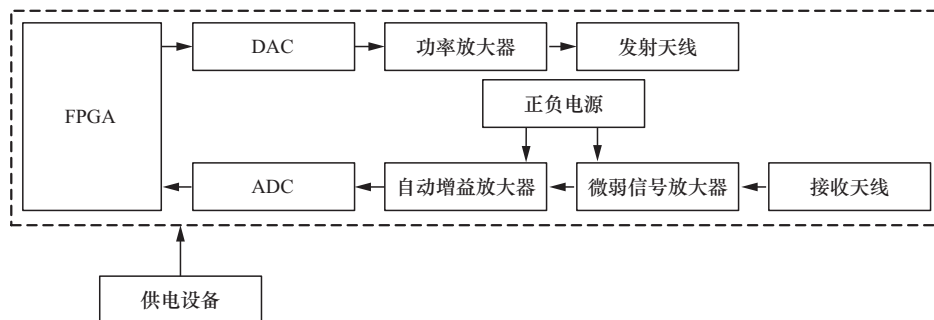 FPGA
DAC
功率放大器
发射天线
正负电源
ADC
自动增益放大器
微弱信号放大器
接收天线
供电设备